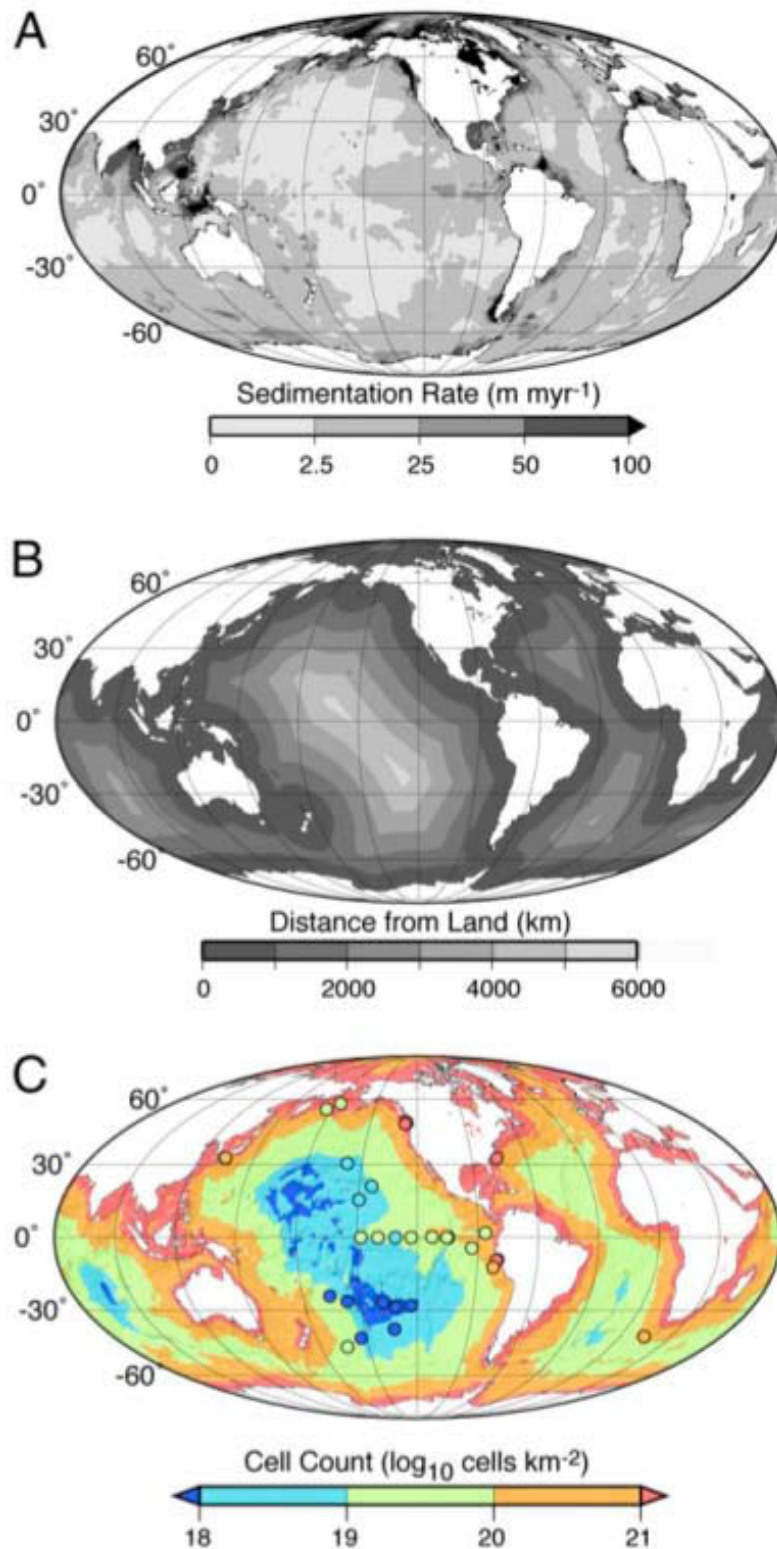 A
60°
30°
0°
-30°
-60
Sedimentation Rate (m myr-1)
0 2.5 25 50 100
B
60°
30°
0°
-30°
-60°
Distance from Land (km)
0 2000 4000 6000
C
60°
30°
0°
-30°
-60°
Cell Count (log10 cells km-2)
18 19 20 21